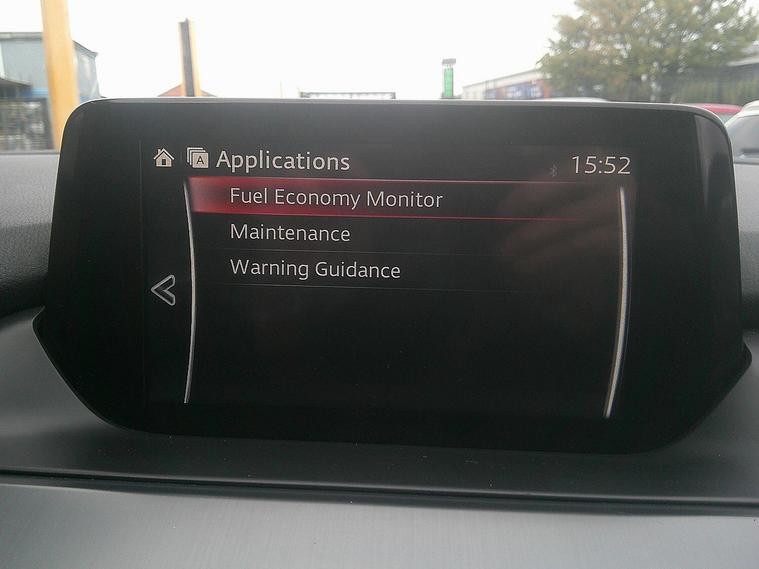 A Applications 15:52
Fuel Economy Monitor
Maintenance
Warning Guidance